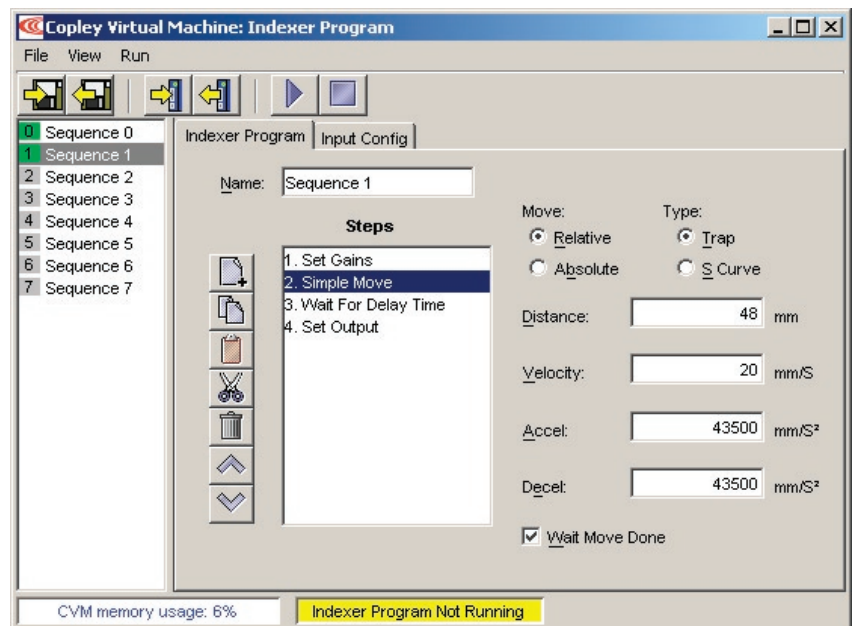 Copley Virtual Machine: Indexer Program
File View Run
0 Sequence 0
1 Sequence 1
2 Sequence 2
3 Sequence 3
4 Sequence 4
5 Sequence 5
6 Sequence 6
7 Sequence 7
Indexer Program Input Config
Name: Sequence 1
Steps
1. Set Gains
2. Simple Move
3. Wait For Delay Time
4. Set Output
Move: Type:
Relative Trap
Absolute S Curve
Distance: 48 mm
Velocity: 20 mm/S
Accel: 43500 mm/S²
Decel: 43500 mm/S²
Wait Move Done
CVM memory usage: 6% Indexer Program Not Running